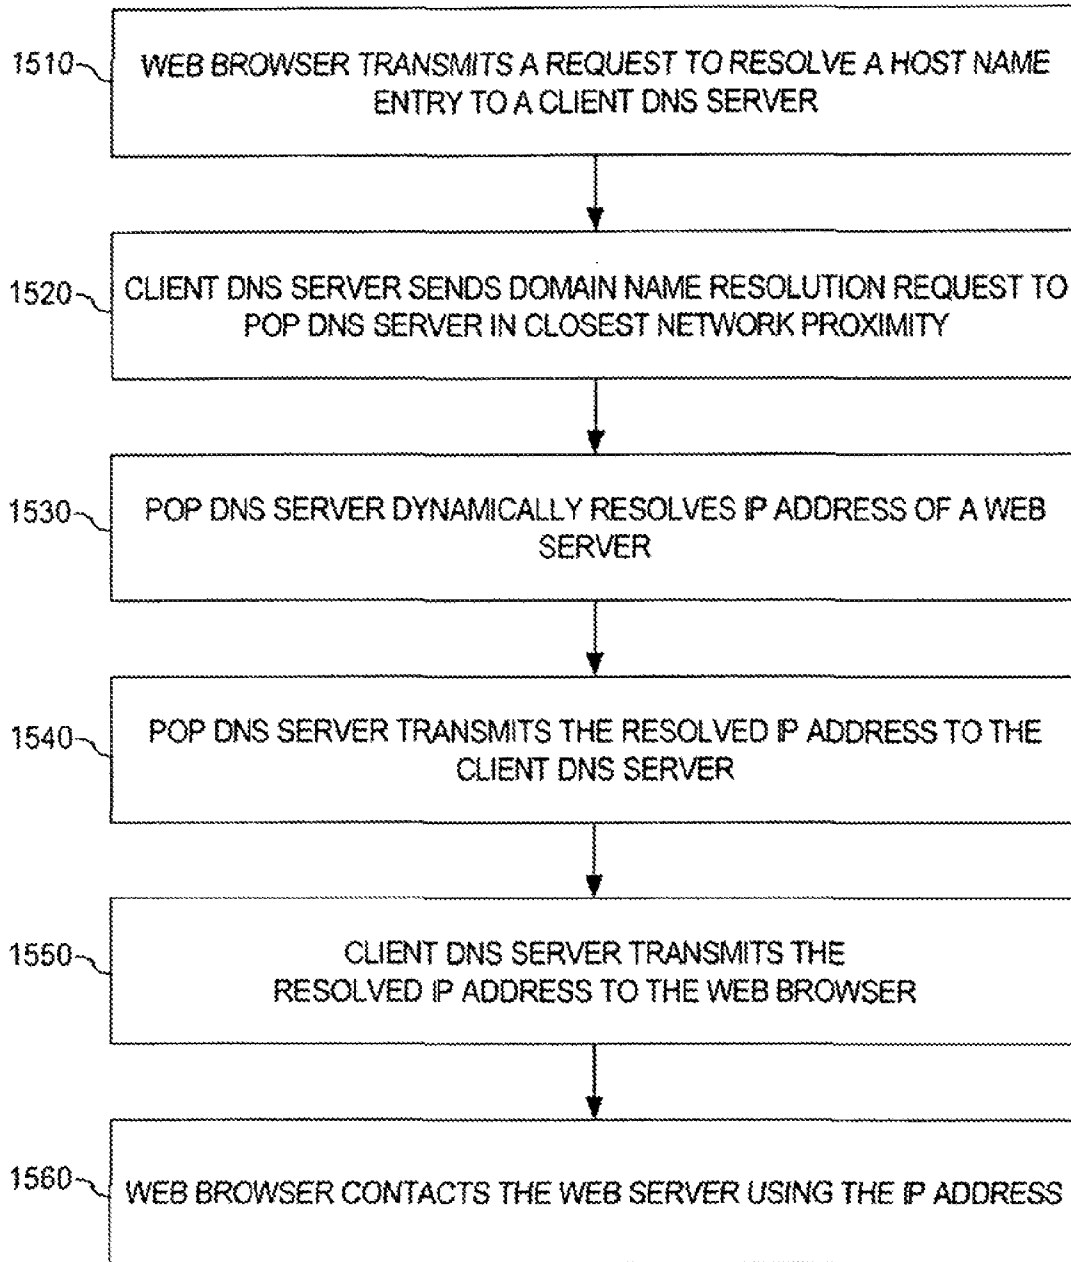 1510
WEB BROWSER TRANSMITS A REQUEST TO RESOLVE A HOST NAME
ENTRY TO A CLIENT DNS SERVER
1520
CLIENT DNS SERVER SENDS DOMAIN NAME RESOLUTION REQUEST TO
POP DNS SERVER IN CLOSEST NETWORK PROXIMITY
1530
POP DNS SERVER DYNAMICALLY RESOLVES IP ADDRESS OF A WEB
SERVER
1540
POP DNS SERVER TRANSMITS THE RESOLVED IP ADDRESS TO THE
CLIENT DNS SERVER
1550
CLIENT DNS SERVER TRANSMITS THE
RESOLVED IP ADDRESS TO THE WEB BROWSER
1560
WEB BROWSER CONTACTS THE WEB SERVER USING THE IP ADDRESS